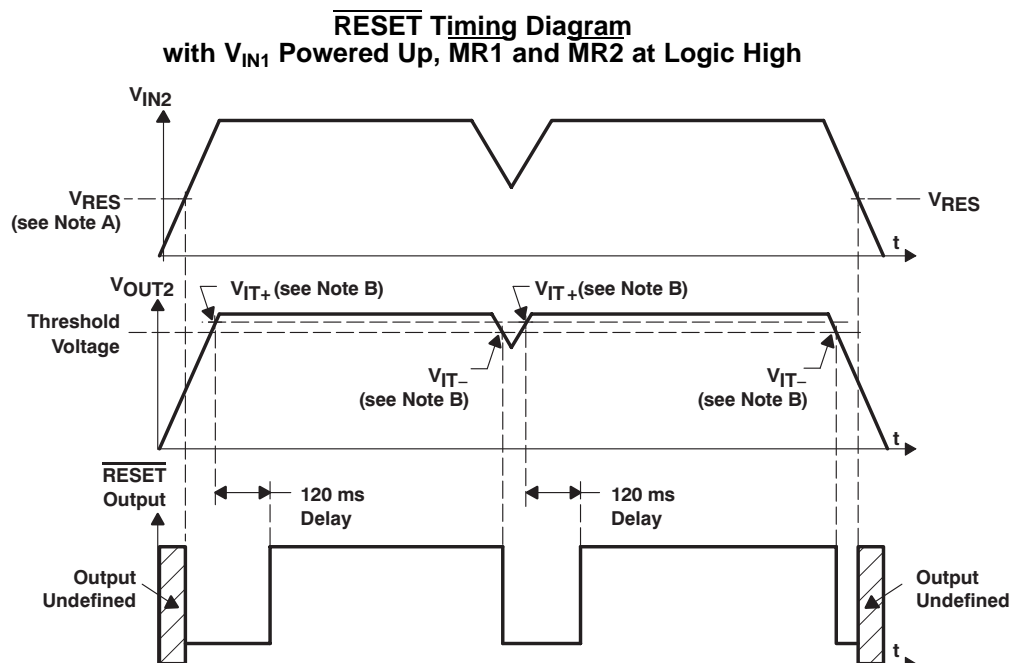 RESET Timing Diagram
with VIN1 Powered Up, MR1 and MR2 at Logic High
VIN2
VRES
(see Note A)
VRES
t
VOUT2
VIT+ (see Note B)
VIT+ (see Note B)
Threshold
Voltage
VIT−
(see Note B)
VIT−
(see Note B)
t
RESET
Output
120 ms
Delay
120 ms
Delay
Output
Undefined
Output
Undefined
t